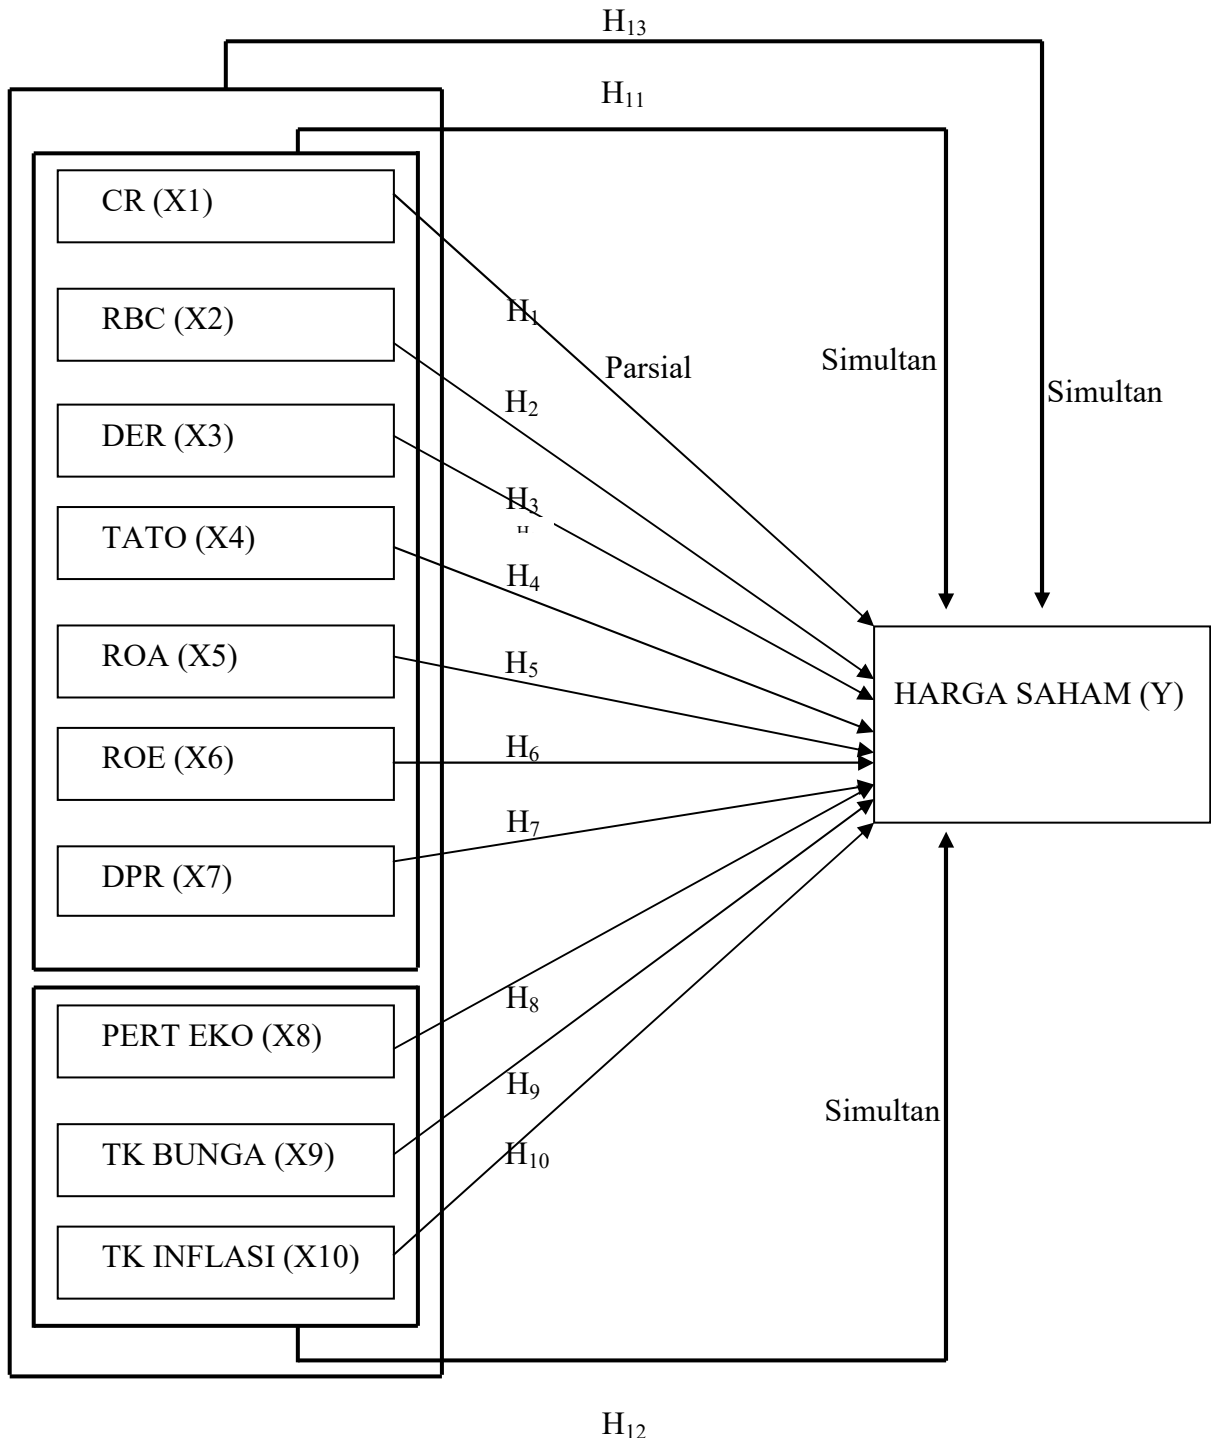 H₁₃
H₁₁
CR (X1)
RBC (X2)
H₁
Parsial
Simultan
Simultan
H₂
DER (X3)
H₃
H
TATO (X4)
H₄
ROA (X5)
H₅
HARGA SAHAM (Y)
ROE (X6)
H₆
H₇
DPR (X7)
H₈
PERT EKO (X8)
H₉
Simultan
TK BUNGA (X9)
H₁₀
TK INFLASI (X10)
H₁₂